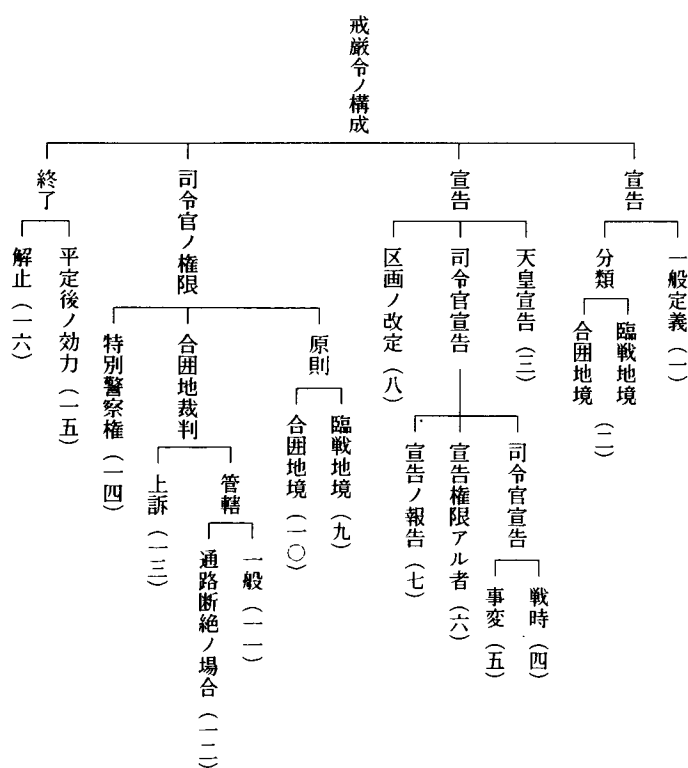 戒厳令ノ構成
宣告
一般定義（一）
分類
臨戦地境
合囲地境
（二）
宣告
天皇宣告（三）
司令官宣告
司令官宣告
戦時（四）
事変（五）
宣告権限アル者（六）
宣告ノ報告（七）
区画ノ改定（八）
司令官ノ権限
原則
臨戦地境（九）
合囲地境（一〇）
合囲地裁判
管轄
一般（一一）
通路断絶ノ場合（一二）
上訴（一三）
特別警察権（一四）
終了
平定後ノ効力（一五）
解止（一六）